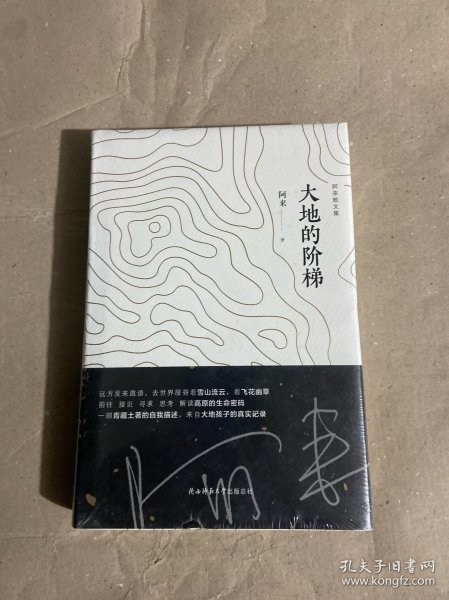 阿来散文集
大地的阶梯
阿来
著
远方发来邀请，去世界屋脊看雪山流云，看飞花幽草
前往 接近 寻求 思考 解读高原的生命密码
一部青藏土著的自我描述，来自大地孩子的真实记录
阿来
陕西师范大学出版总社
孔夫子旧书网
www.kongfz.com